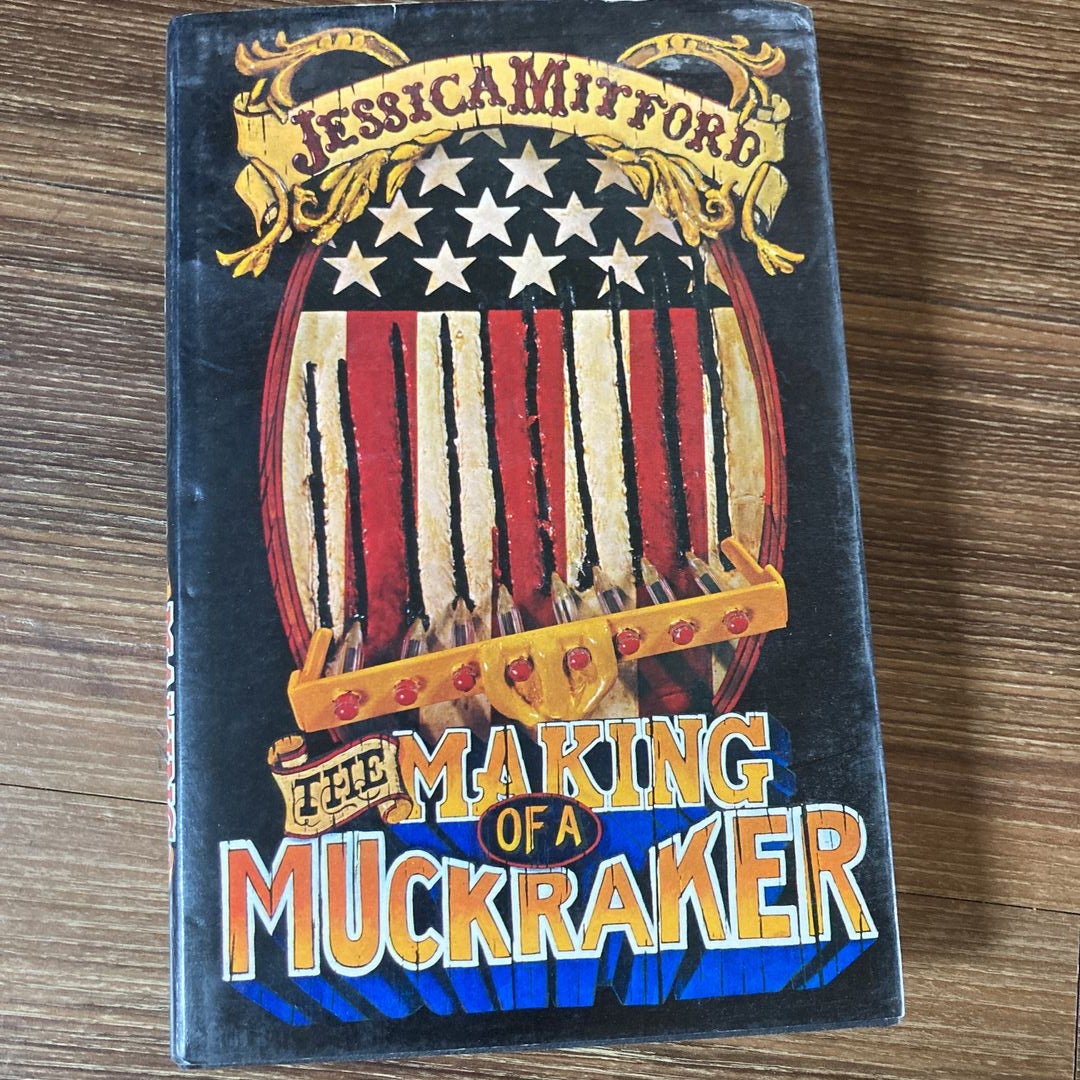 JESSICA MITFORD
THE MAKING
OF A
MUCKRAKER